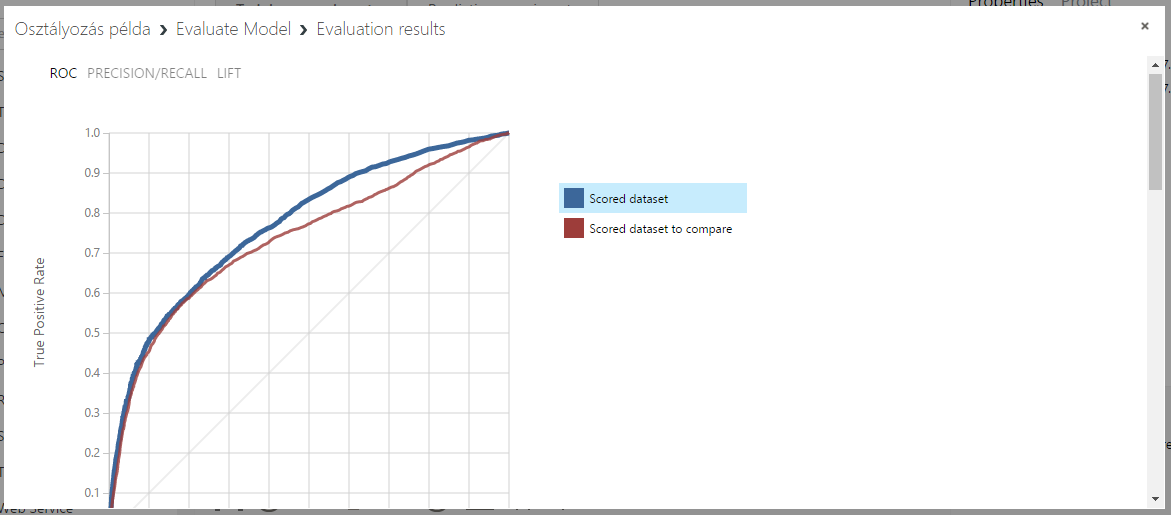 Osztályozás példa › Evaluate Model › Evaluation results
×
ROC PRECISION/RECALL LIFT
1.0
0.9
0.8
0.7
0.6
0.5
0.4
0.3
0.2
0.1
True Positive Rate
Scored dataset
Scored dataset to compare
Properties Project
Web Service